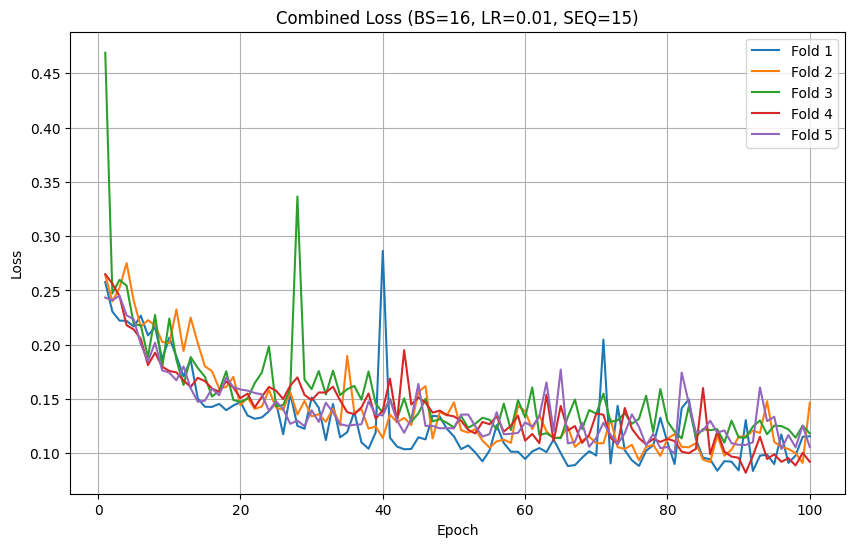 Combined Loss (BS=16, LR=0.01, SEQ=15)
Fold 1
Fold 2
Fold 3
Fold 4
Fold 5
Loss
0.45
0.40
0.35
0.30
0.25
0.20
0.15
0.10
0
20
40
60
80
100
Epoch